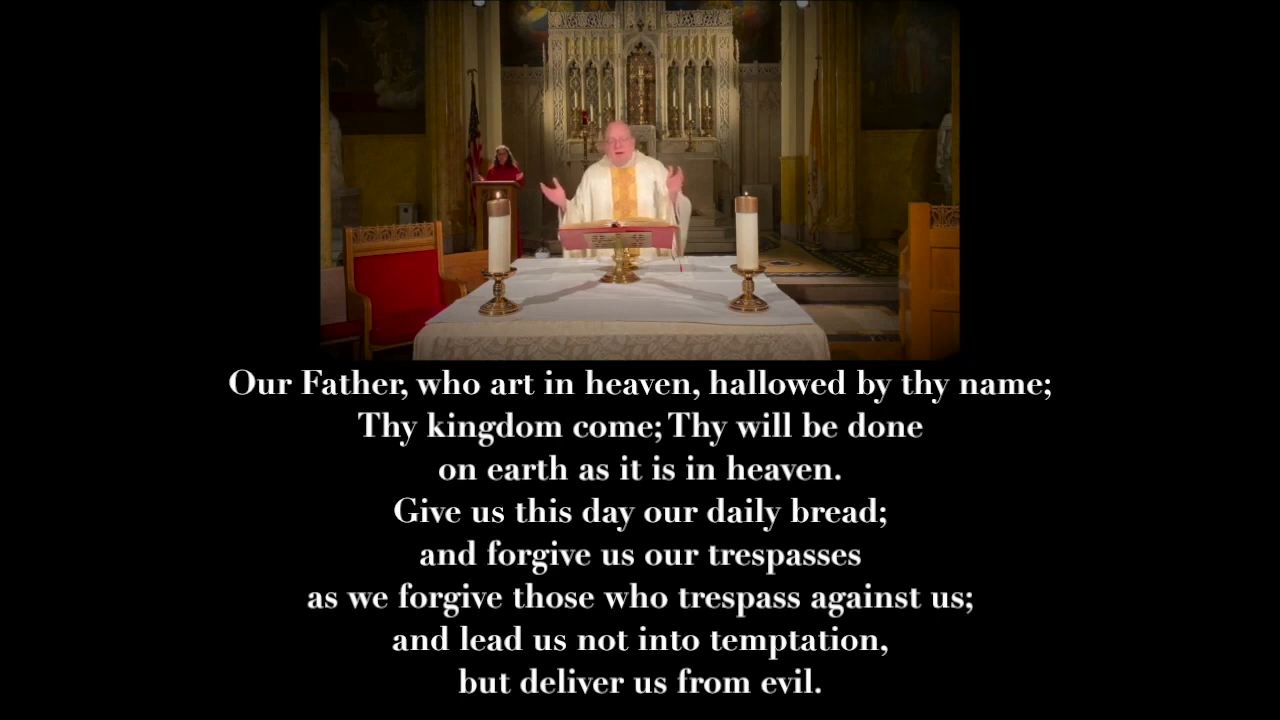 Our Father, who art in heaven, hallowed by thy name;
Thy kingdom come; Thy will be done
on earth as it is in heaven.
Give us this day our daily bread;
and forgive us our trespasses
as we forgive those who trespass against us;
and lead us not into temptation,
but deliver us from evil.